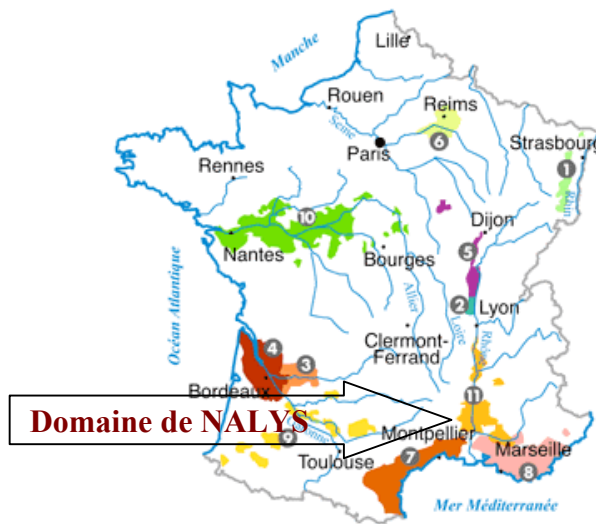 Lille
Manche
Rouen
Reims
Seine
6
Paris
Strasbourg
1
Rhin
Rennes
10
Dijon
5
Nantes
Bourges
Allier
Loire
2
Lyon
Océan Atlantique
Clermont-
Ferrand
Rhône
4
3
Bordeaux
11
Domaine de NALYS
Montpellier
9
Toulouse
7
Marseille
8
Mer Méditerranée